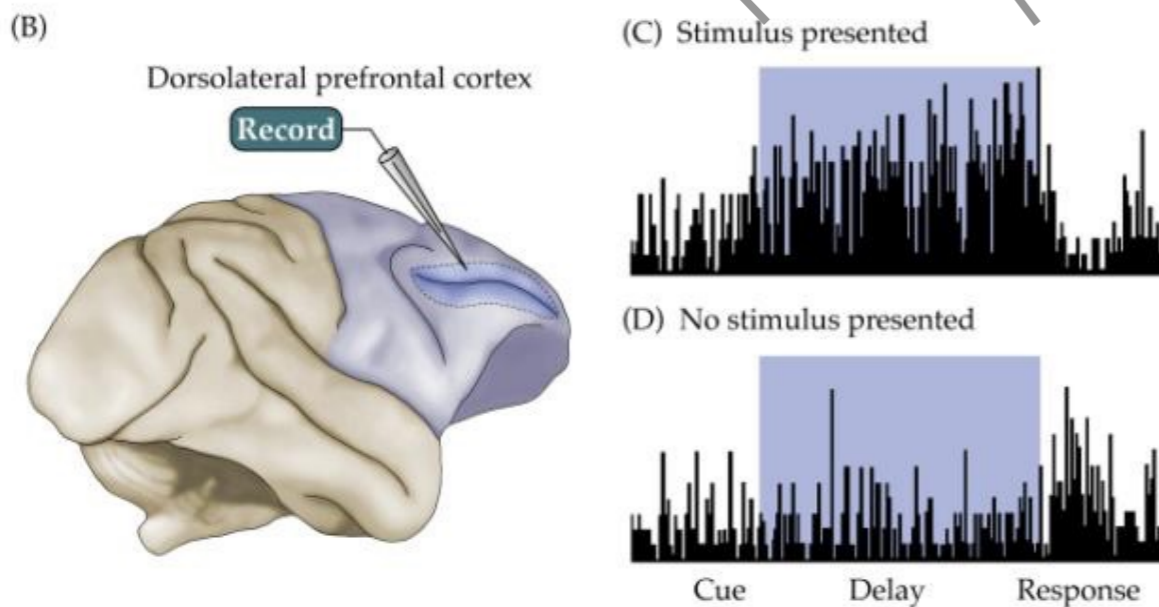 (B)
Dorsolateral prefrontal cortex
Record
(C) Stimulus presented
(D) No stimulus presented
Cue Delay Response